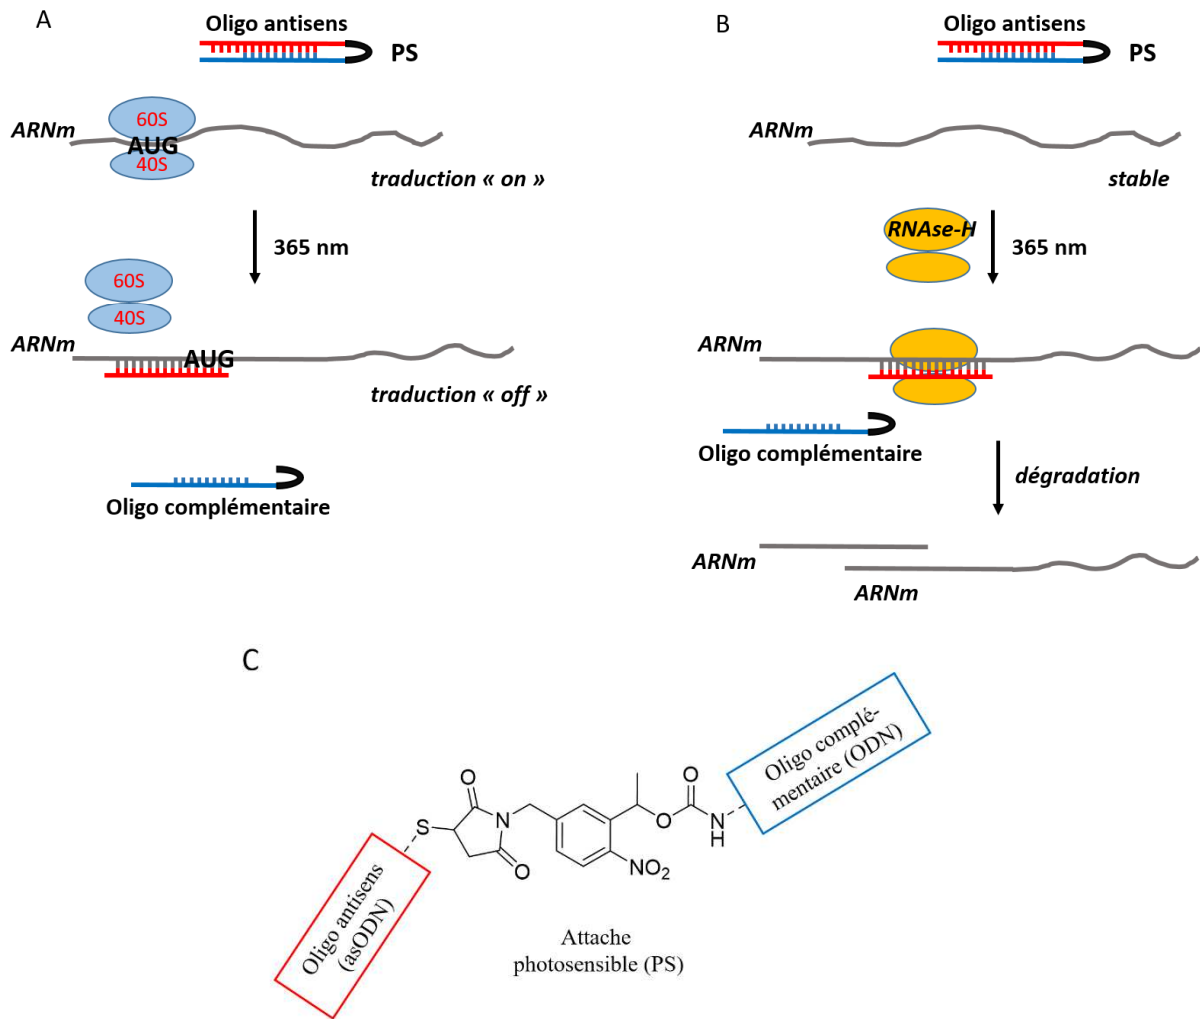 A
Oligo antisens
PS
ARNm
60S
AUG
40S
traduction « on »
365 nm
60S
40S
ARNm
AUG
traduction « off »
Oligo complémentaire
B
Oligo antisens
PS
ARNm
stable
RNAse-H
365 nm
ARNm
Oligo complémentaire
dégradation
ARNm
ARNm
C
Oligo antisens
(asODN)
S
O
N
O
NO2
O
O
N
H
Oligo complé-
mentaire (ODN)
Attache
photosensible (PS)